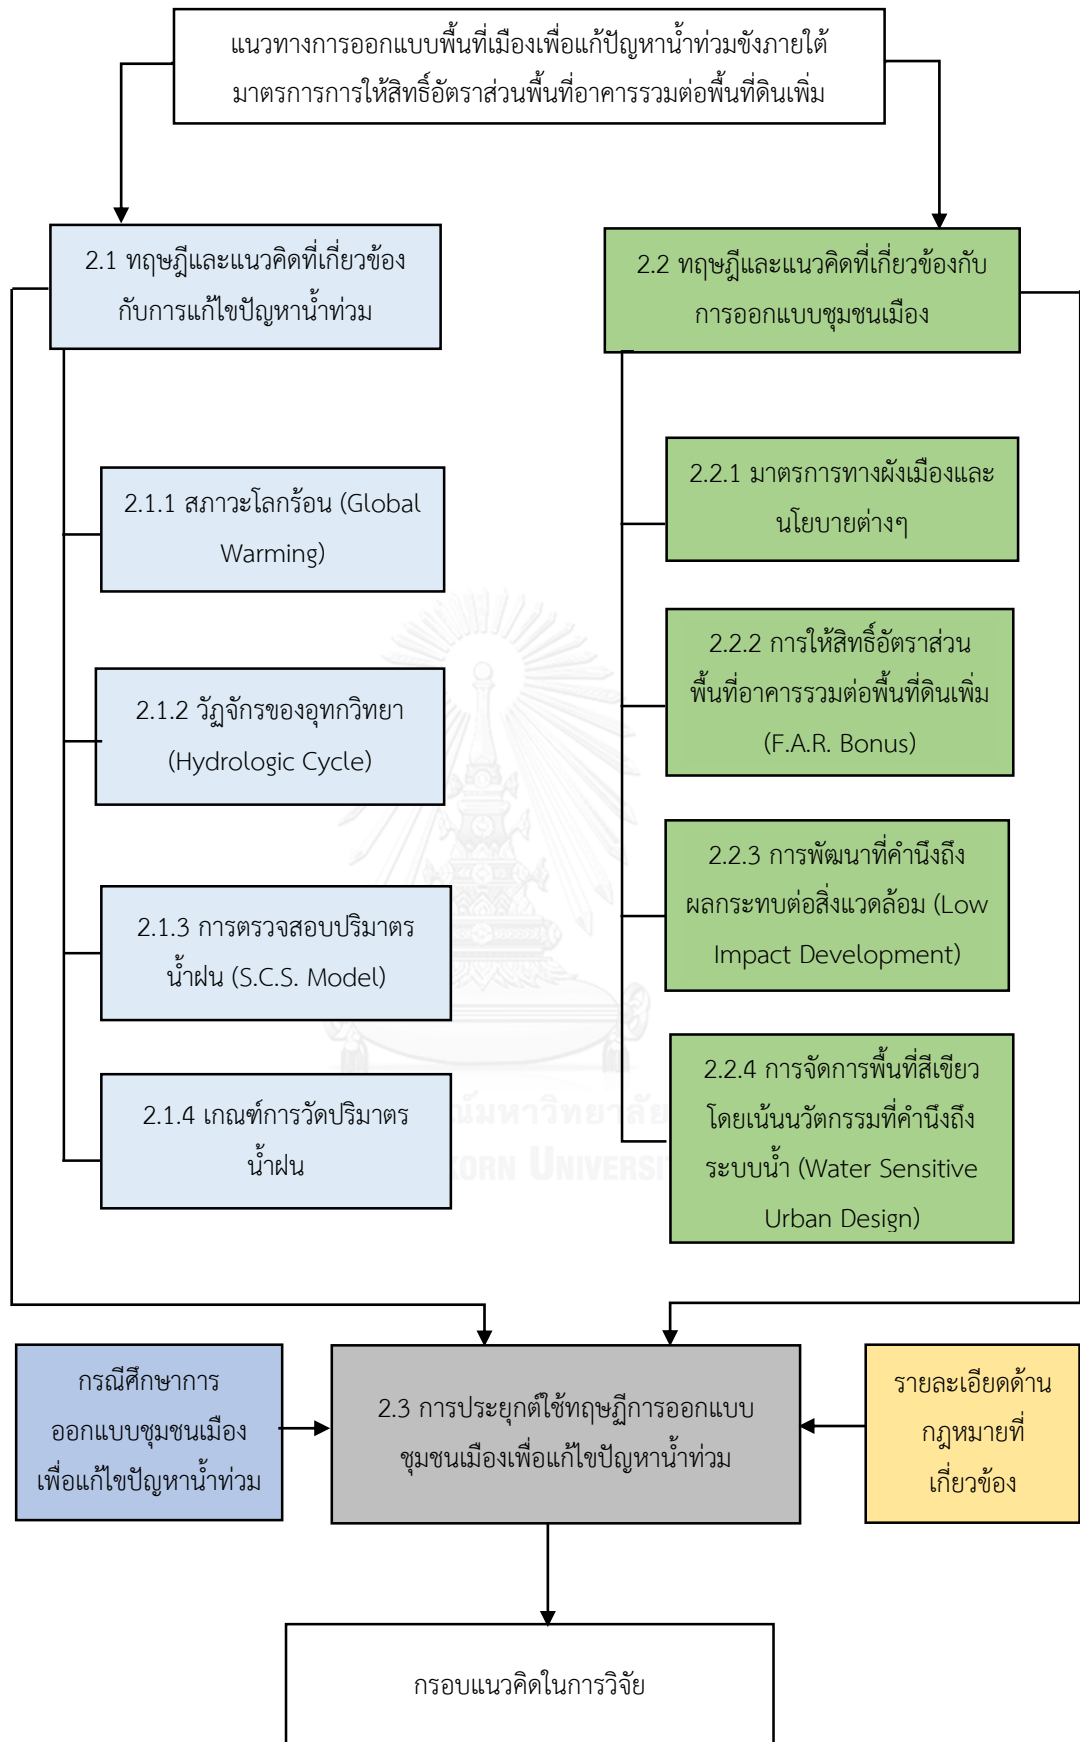 แนวทางการออกแบบพื้นที่เมืองเพื่อแก้ปัญหาน้ำท่วมขังภายใต้
มาตรการการให้สิทธิ์อัตราส่วนพื้นที่อาคารรวมต่อพื้นที่ดินเพิ่ม
2.1 ทฤษฎีและแนวคิดที่เกี่ยวข้อง
กับการแก้ไขปัญหาน้ำท่วม
2.1.1 สภาวะโลกร้อน (Global
Warming)
2.1.2 วัฏจักรของอุทกวิทยา
(Hydrologic Cycle)
2.1.3 การตรวจสอบปริมาตร
น้ำฝน (S.C.S. Model)
2.1.4 เกณฑ์การวัดปริมาตร
น้ำฝน
2.2 ทฤษฎีและแนวคิดที่เกี่ยวข้องกับ
การออกแบบชุมชนเมือง
2.2.1 มาตรการทางผังเมืองและ
นโยบายต่างๆ
2.2.2 การให้สิทธิ์อัตราส่วน
พื้นที่อาคารรวมต่อพื้นที่ดินเพิ่ม
(F.A.R. Bonus)
2.2.3 การพัฒนาที่คำนึงถึง
ผลกระทบต่อสิ่งแวดล้อม (Low
Impact Development)
2.2.4 การจัดการพื้นที่สีเขียว
โดยเน้นนวัตกรรมที่คำนึงถึง
ระบบน้ำ (Water Sensitive
Urban Design)
มหาวิทยาลัย
KORN UNIVERSI
กรณีศึกษาการ
ออกแบบชุมชนเมือง
เพื่อแก้ไขปัญหาน้ำท่วม
2.3 การประยุกต์ใช้ทฤษฎีการออกแบบ
ชุมชนเมืองเพื่อแก้ไขปัญหาน้ำท่วม
รายละเอียดด้าน
กฎหมายที่
เกี่ยวข้อง
กรอบแนวคิดในการวิจัย